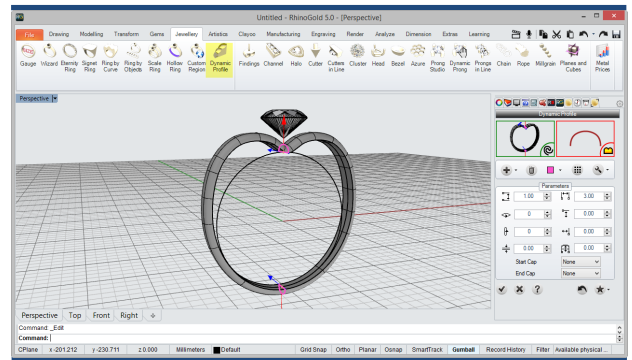 Untitled - RhinoGold 5.0 - [Perspective]
File Drawing Modelling Transform Gems Jewellery Artistics Clayoo Manufacturing Engraving Render Analyze Dimension Extras Learning
Gauge Wizard Eternity Ring Signet Ring Ring by Curve Ring by Objects Scale Ring Hollow Ring Custom Region Dynamic Profile Findings Channel Halo Cutter Cutters in Line Cluster Head Bezel Azure Prong Studio Dynamic Prong Prongs in Line Chain Rope Millgrain Planes and Cubes Metal Prices
Perspective
Dynamic Profile
Parameters
1.00 3.00
0 0.00
0 0.00
0.00 0.00
Start Cap None
End Cap None
Perspective Top Front Right
Command: _Edit
Command:
CPlane x -201.212 y -230.711 z 0.000 Millimeters Default Grid Snap Ortho Planar Osnap SmartTrack Gumball Record History Filter Available physical ...